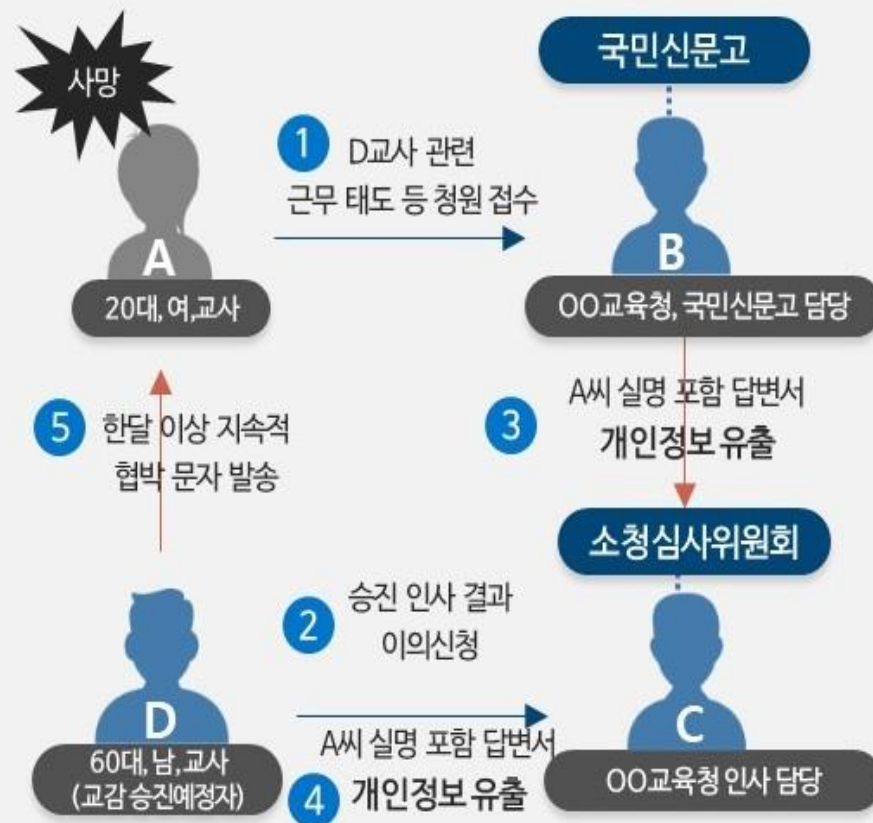 사망
국민신문고
1
D교사 관련
근무 태도 등 청원 접수
A
20대, 여,교사
B
OO교육청, 국민신문고 담당
5
한달 이상 지속적
협박 문자 발송
3
A씨 실명 포함 답변서
개인정보 유출
소청심사위원회
2
승진 인사 결과
이의신청
D
60대, 남,교사
(교감 승진예정자)
4
A씨 실명 포함 답변서
개인정보 유출
C
OO교육청 인사 담당